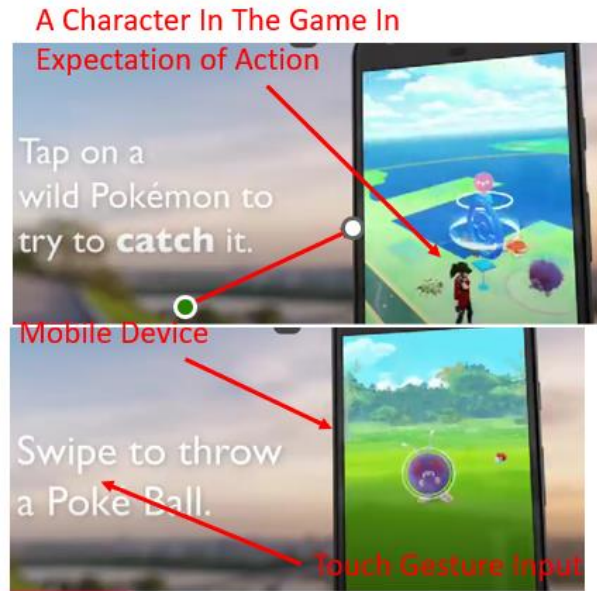 A Character In The Game In
Expectation of Action
Tap on a
wild Pokémon to
try to catch it.
Mobile Device
Swipe to throw
a Poké Ball.
Touch Gesture Input